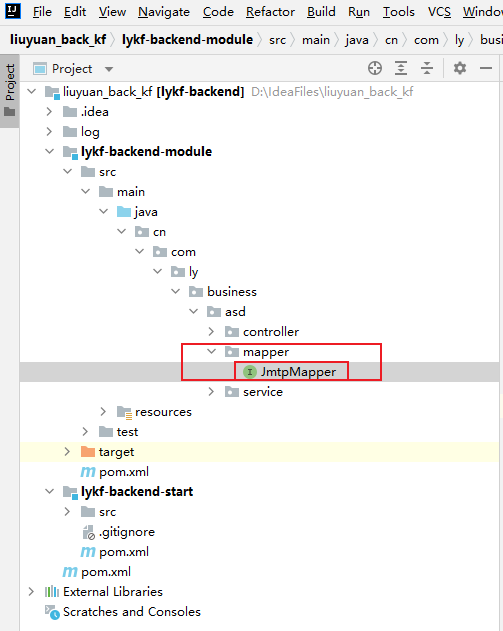 File Edit View Navigate Code Refactor Build Run Tools VCS Window
liuyuan_back_kf lykf-backend-module src main java cn com ly busi
Project
Project
liuyuan_back_kf [lykf-backend] D:\IdeaFiles\liuyuan_back_kf
.idea
log
lykf-backend-module
src
main
java
cn
com
ly
business
asd
controller
mapper
I JmtpMapper
service
resources
test
target
m pom.xml
lykf-backend-start
src
.gitignore
m pom.xml
m pom.xml
External Libraries
Scratches and Consoles